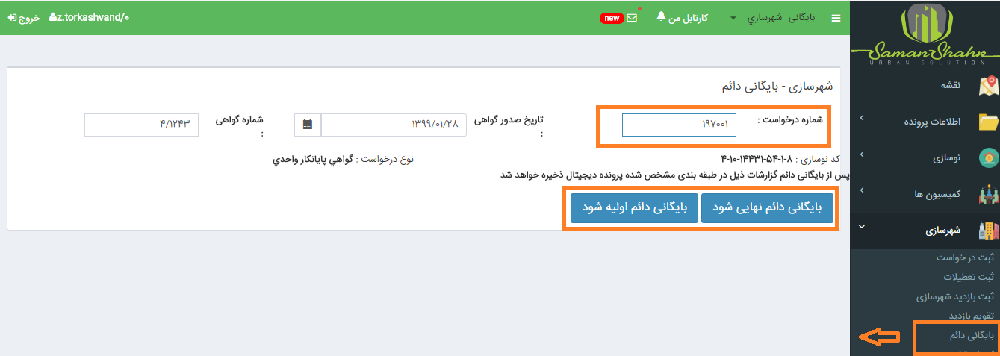 بایگانی شهرسازي
کارتابل من
new
z.torkashvand/۰
خروج
SamanShahr
URBAN SOLUTION
نقشه
اطلاعات پرونده
نوسازی
کمیسیون ها
شهرسازی
ثبت در خواست
ثبت تعطیلات
ثبت بازدید شهرسازی
تقویم بازدید
بایگانی دائم
شهرسازی - بایگانی دائم
شماره درخواست : ۱۹۷۰۰۱
تاریخ صدور گواهی : ۱۳۹۹/۰۱/۲۸
شماره گواهی : ۴/۱۲۴۳
کد نوسازی : ۴-۱۰-۱۴۴۳۱-۵۴-۱-۸
نوع درخواست : گواهي پایانکار واحدي
پس از بایگانی دائم گزارشات ذیل در طبقه بندی مشخص شده پرونده دیجیتال ذخیره خواهد شد
بایگانی دائم نهایی شود
بایگانی دائم اولیه شود